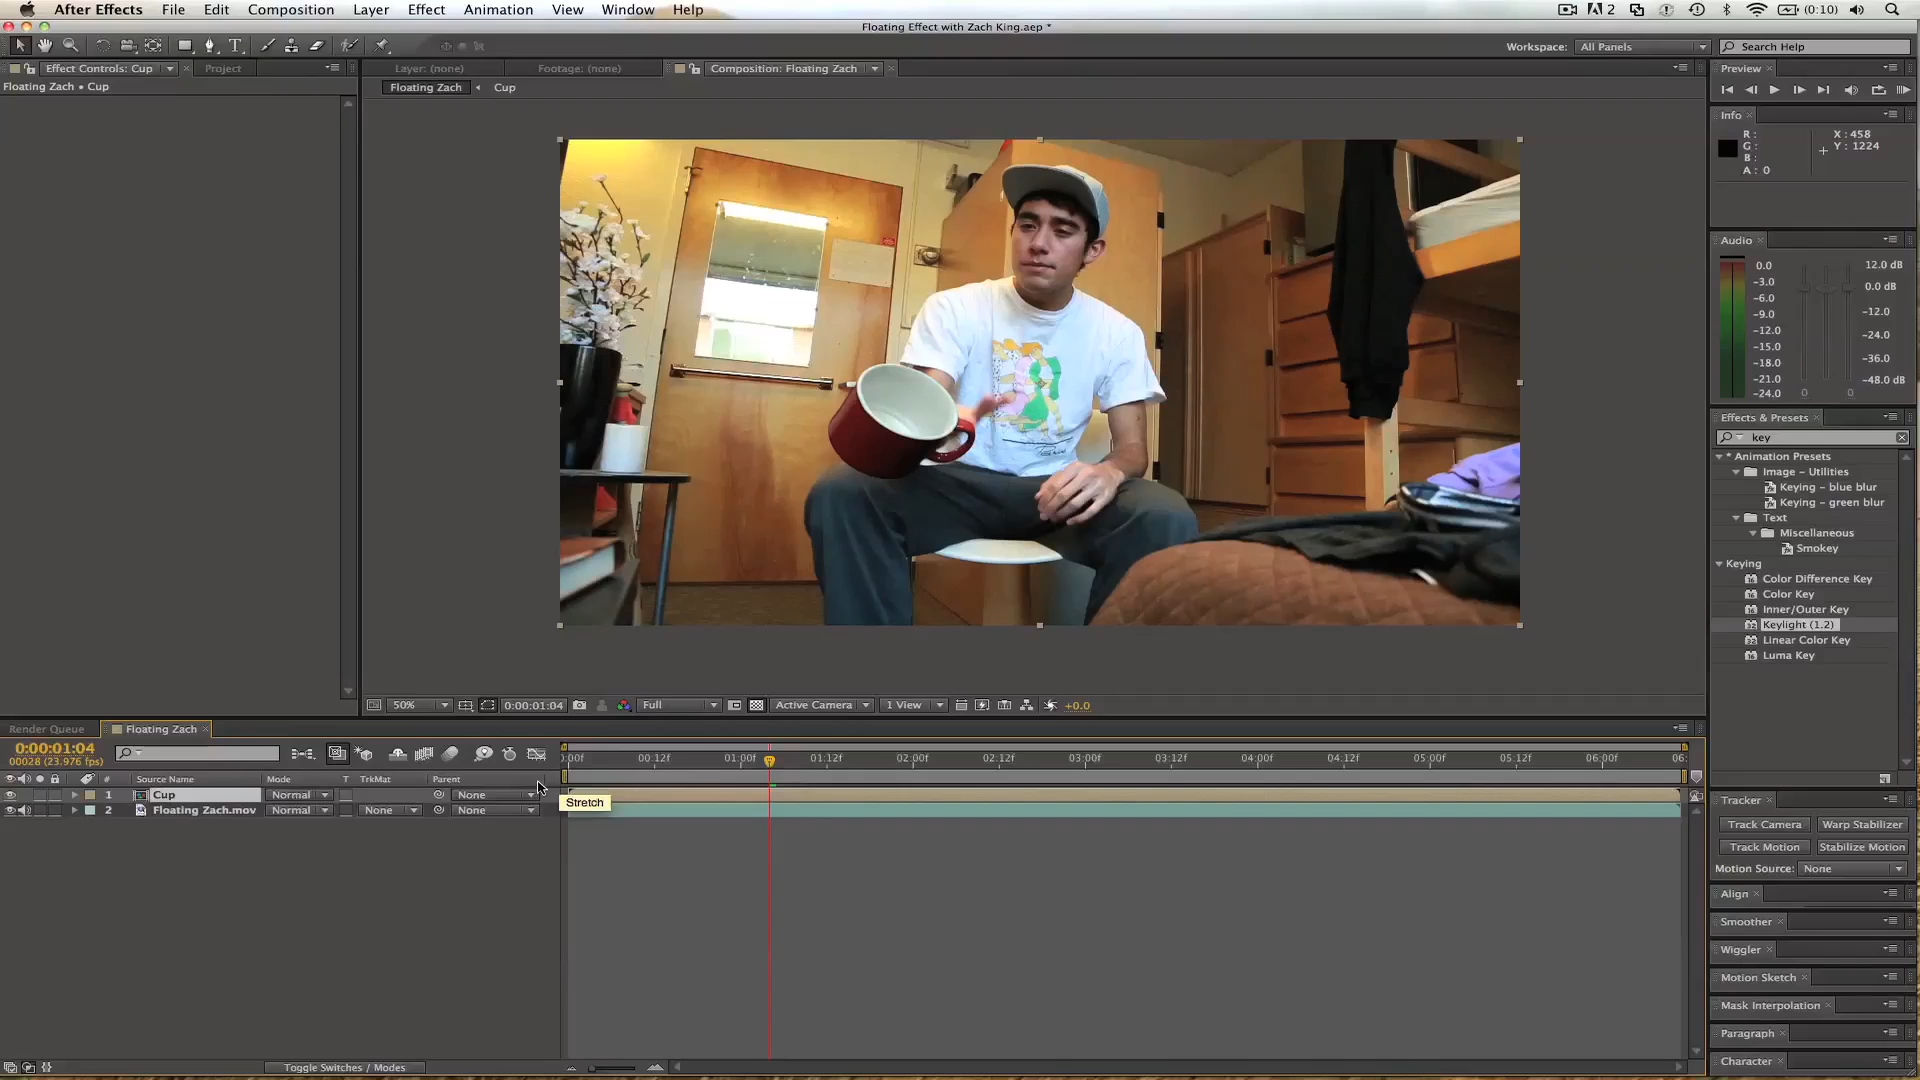 After Effects File Edit Composition Layer Effect Animation View Window Help 2 (0:10)
Floating Effect with Zach King.aep *
T Workspace: All Panels Search Help
Effect Controls: Cup Project Layer: (none) Footage: (none) Composition: Floating Zach Preview
Floating Zach • Cup Floating Zach Cup
Info
R: X : 458
G: Y : 1224
B:
A : 0
Audio
0.0 12.0 dB
-3.0 0.0 dB
-6.0
-9.0 -12.0
-12.0
-15.0 -24.0
-18.0 -36.0
-21.0 -48.0 dB
-24.0 0 0
Effects & Presets
key
* Animation Presets
Image – Utilities
Keying – blue blur
Keying – green blur
Text
Miscellaneous
Smokey
Keying
Color Difference Key
Color Key
Inner/Outer Key
Keylight (1.2)
Linear Color Key
Luma Key
50% 0:00:01:04 Full Active Camera 1 View +0.0
Render Queue Floating Zach
0:00:01:04
00028 (23.976 fps)
:00f 00:12f 01:00f 01:12f 02:00f 02:12f 03:00f 03:12f 04:00f 04:12f 05:00f 05:12f 06:00f 06:
# Source Name Mode T TrkMat Parent
1 Cup Normal None
Stretch
2 Floating Zach.mov Normal None None
Tracker
Track Camera Warp Stabilizer
Track Motion Stabilize Motion
Motion Source: None
Align
Smoother
Wiggler
Motion Sketch
Mask Interpolation
Paragraph
Character
Toggle Switches / Modes